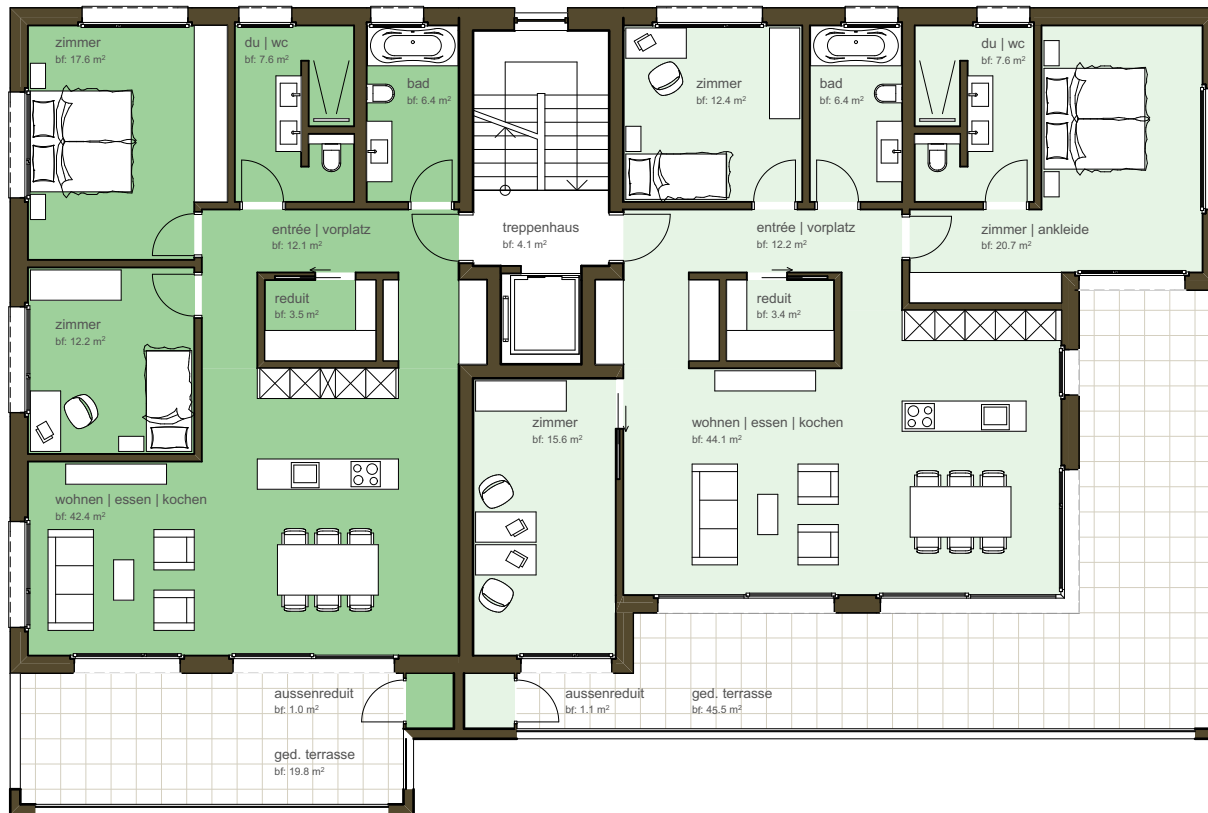 zimmer
bf: 17.6 m²
du | wc
bf: 7.6 m²
bad
bf: 6.4 m²
zimmer
bf: 12.4 m²
bad
bf: 6.4 m²
du | wc
bf: 7.6 m²
entrée | vorplatz
bf: 12.1 m²
treppenhaus
bf: 4.1 m²
entrée | vorplatz
bf: 12.2 m²
zimmer | ankleide
bf: 20.7 m²
reduit
bf: 3.5 m²
reduit
bf: 3.4 m²
zimmer
bf: 12.2 m²
zimmer
bf: 15.6 m²
wohnen | essen | kochen
bf: 44.1 m²
wohnen | essen | kochen
bf: 42.4 m²
aussenreduit
bf: 1.0 m²
aussenreduit
bf: 1.1 m²
ged. terrasse
bf: 45.5 m²
ged. terrasse
bf: 19.8 m²